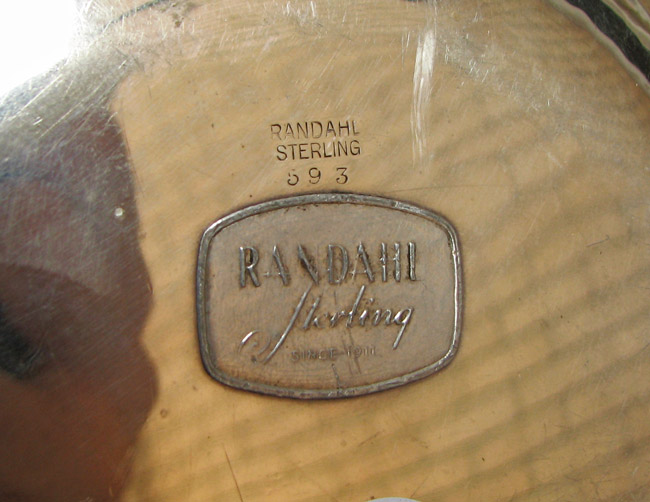 RANDAHL
STERLING
593
RANDAHL
Sterling
SINCE 1911